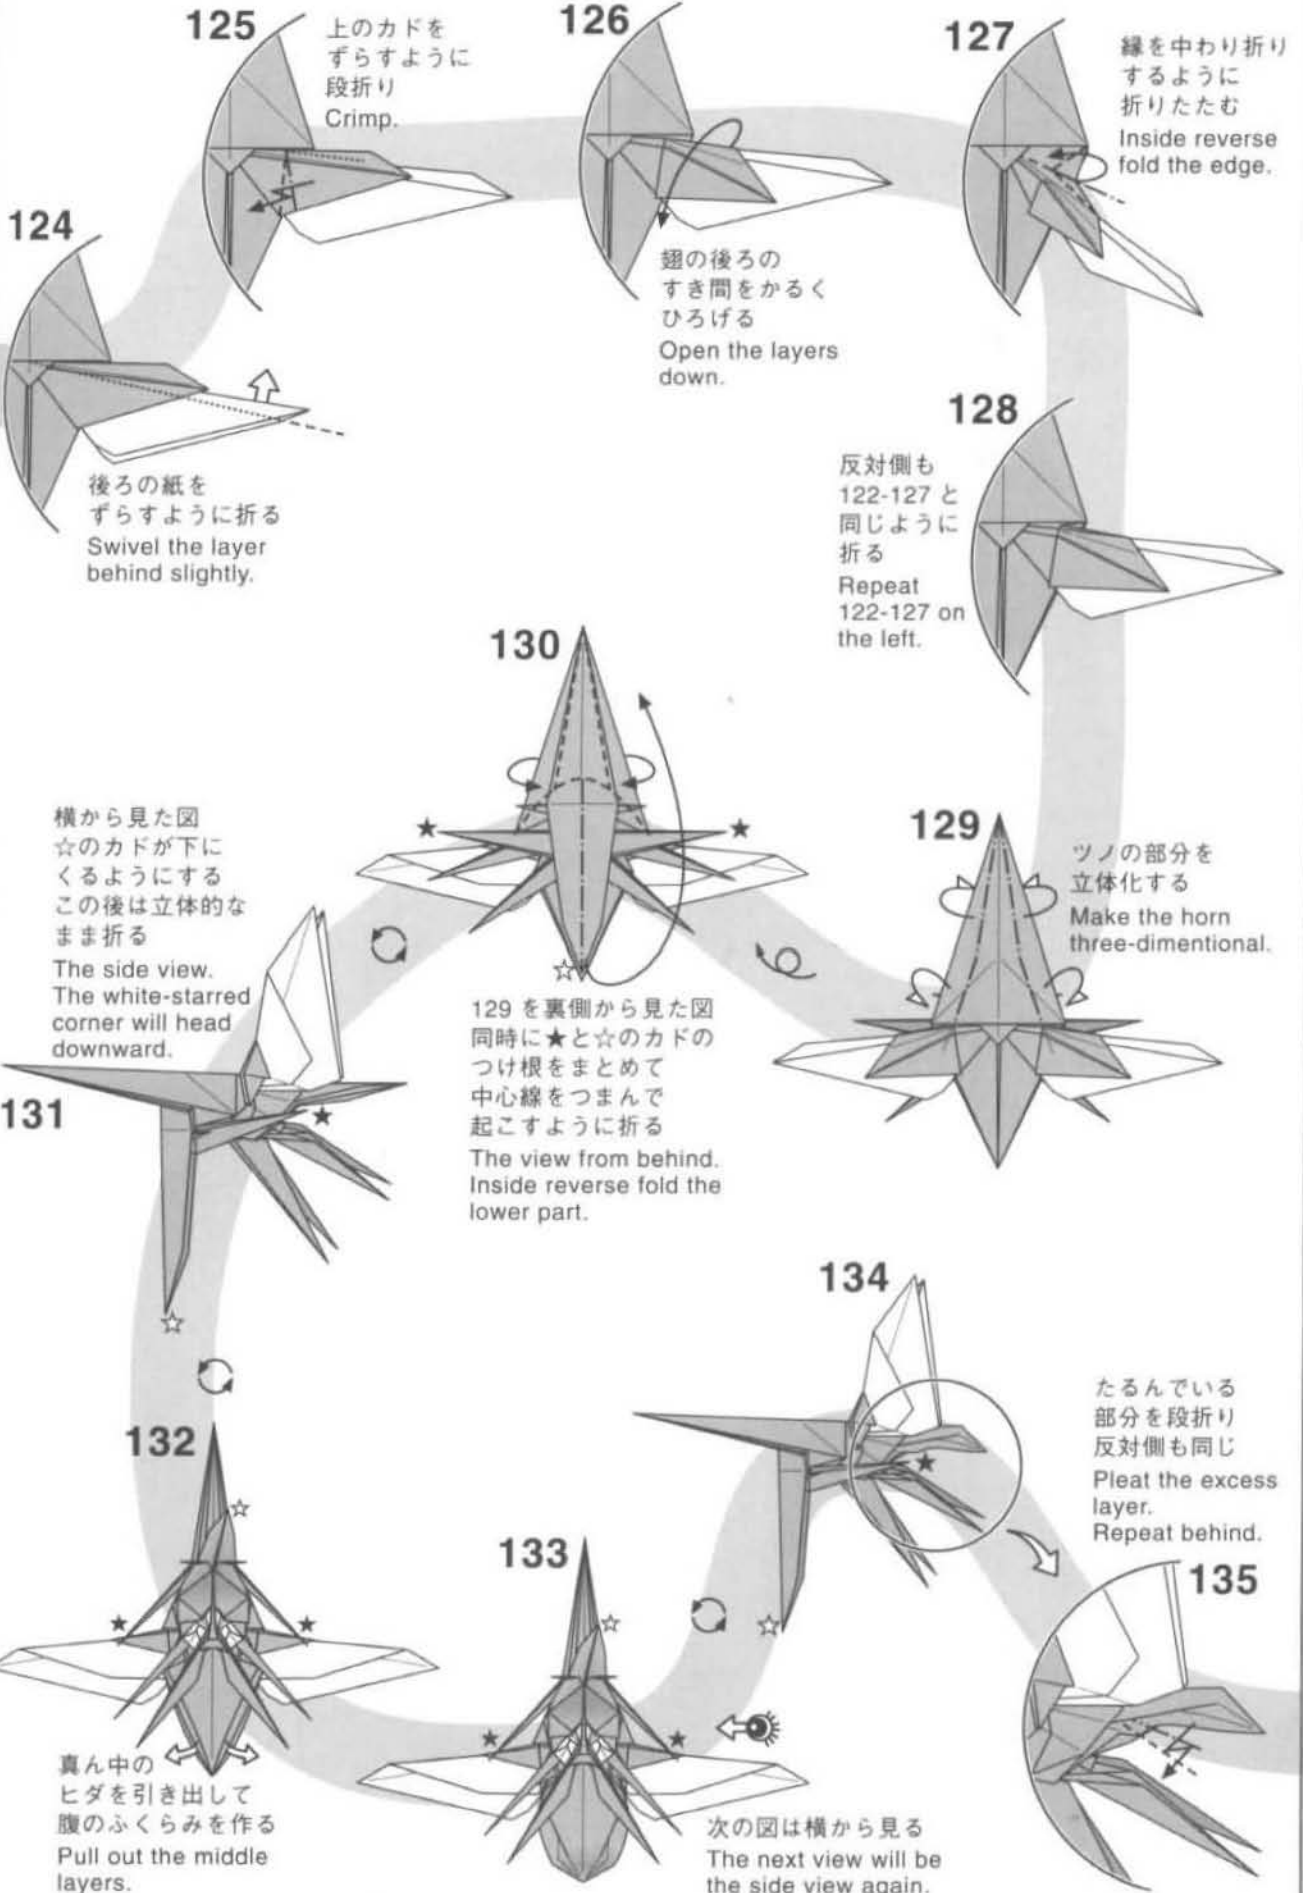 124
後ろの紙を
ずらすように折る
Swivel the layer
behind slightly.
125
上のカドを
ずらすように
段折り
Crimp.
126
翅の後ろの
すき間をかるく
ひろげる
Open the layers
down.
127
縁を中わり折り
するように
折りたたむ
Inside reverse
fold the edge.
128
反対側も
122-127 と
同じように
折る
Repeat
122-127 on
the left.
129
ツノの部分を
立体化する
Make the horn
three-dimentional.
130
★
★
☆
129 を裏側から見た図
同時に★と☆のカドの
つけ根をまとめて
中心線をつまんで
起こすように折る
The view from behind.
Inside reverse fold the
lower part.
131
横から見た図
☆のカドが下に
くるようにする
この後は立体的な
まま折る
The side view.
The white-starred
corner will head
downward.
★
☆
132
☆
★
★
真ん中の
ヒダを引き出して
腹のふくらみを作る
Pull out the middle
layers.
133
☆
★
★
次の図は横から見る
The next view will be
the side view again.
134
★
☆
135
たるんでいる
部分を段折り
反対側も同じ
Pleat the excess
layer.
Repeat behind.